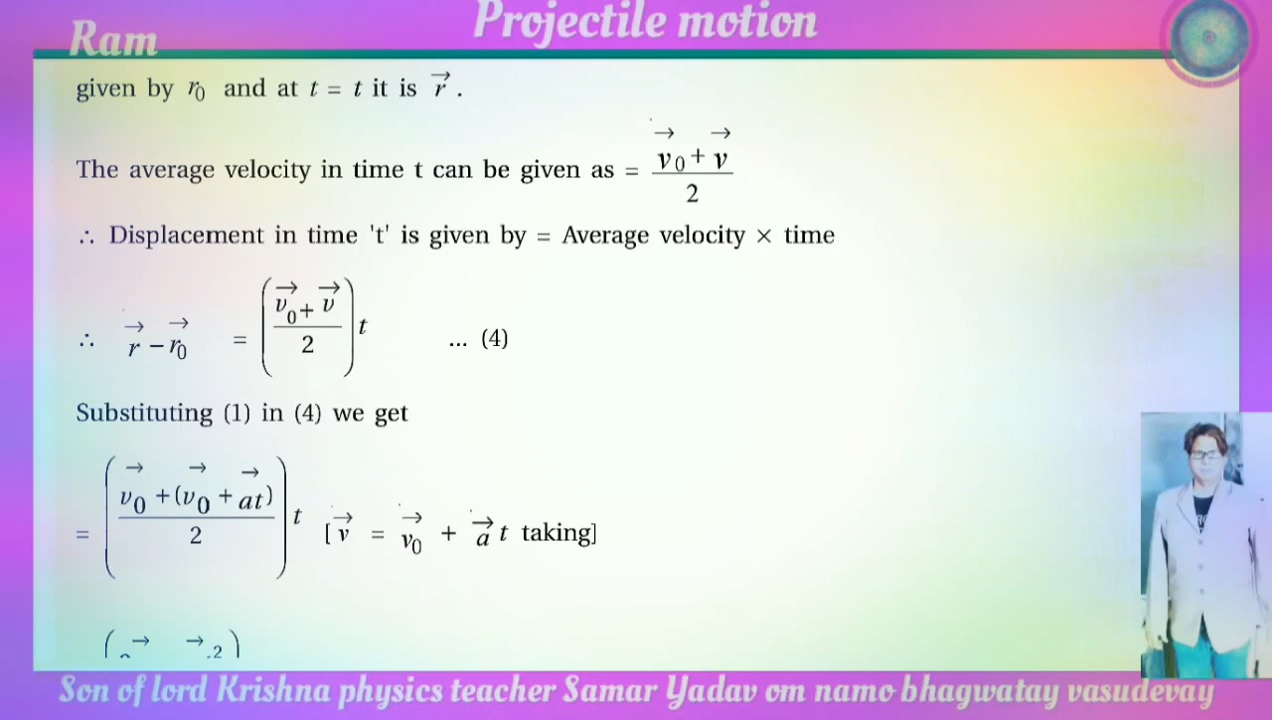 Projectile motion
Ram
given by r₀ and at t = t it is r⃗ .
The average velocity in time t can be given as = (v⃗₀ + v⃗)/2
∴ Displacement in time 't' is given by = Average velocity × time
∴ r⃗ − r⃗₀ = ((v⃗₀ + v⃗)/2) t ... (4)
Substituting (1) in (4) we get
= ((v⃗₀ + (v⃗₀ + a⃗t))/2) t [v⃗ = v⃗₀ + a⃗ t taking]
Son of lord Krishna physics teacher Samar Yadav om namo bhagwatay vasudevay